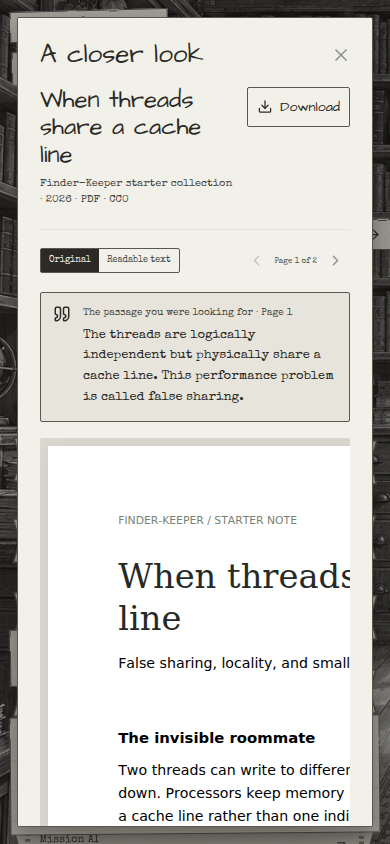 A closer look
When threads
share a cache
line
Download
Finder-Keeper starter collection
· 2026 · PDF · CC0
Original
Readable text
Page 1 of 2
The passage you were looking for · Page 1
The threads are logically
independent but physically share a
cache line. This performance problem
is called false sharing.
FINDER-KEEPER / STARTER NOTE
When threads
line
False sharing, locality, and small
The invisible roommate
Two threads can write to differen
down. Processors keep memory
a cache line rather than one indi
Mission A1